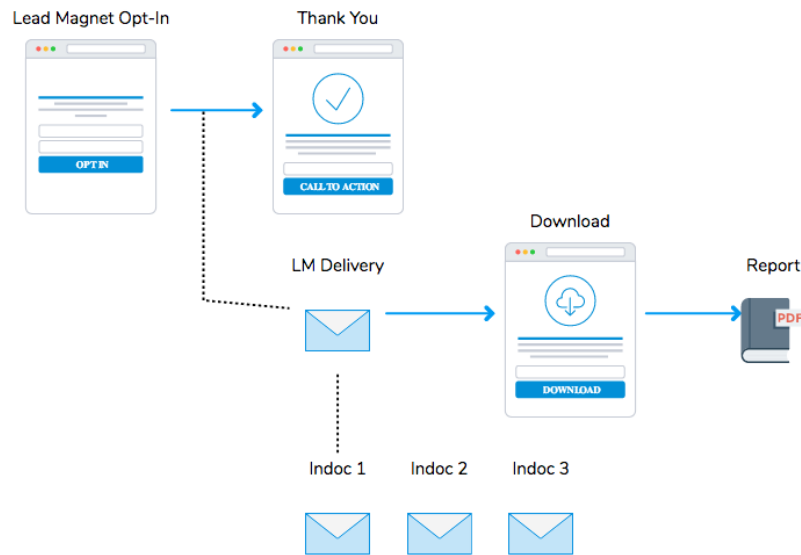 Lead Magnet Opt-In
Thank You
OPT IN
CALL TO ACTION
LM Delivery
Download
Report
PDF
DOWNLOAD
Indoc 1
Indoc 2
Indoc 3